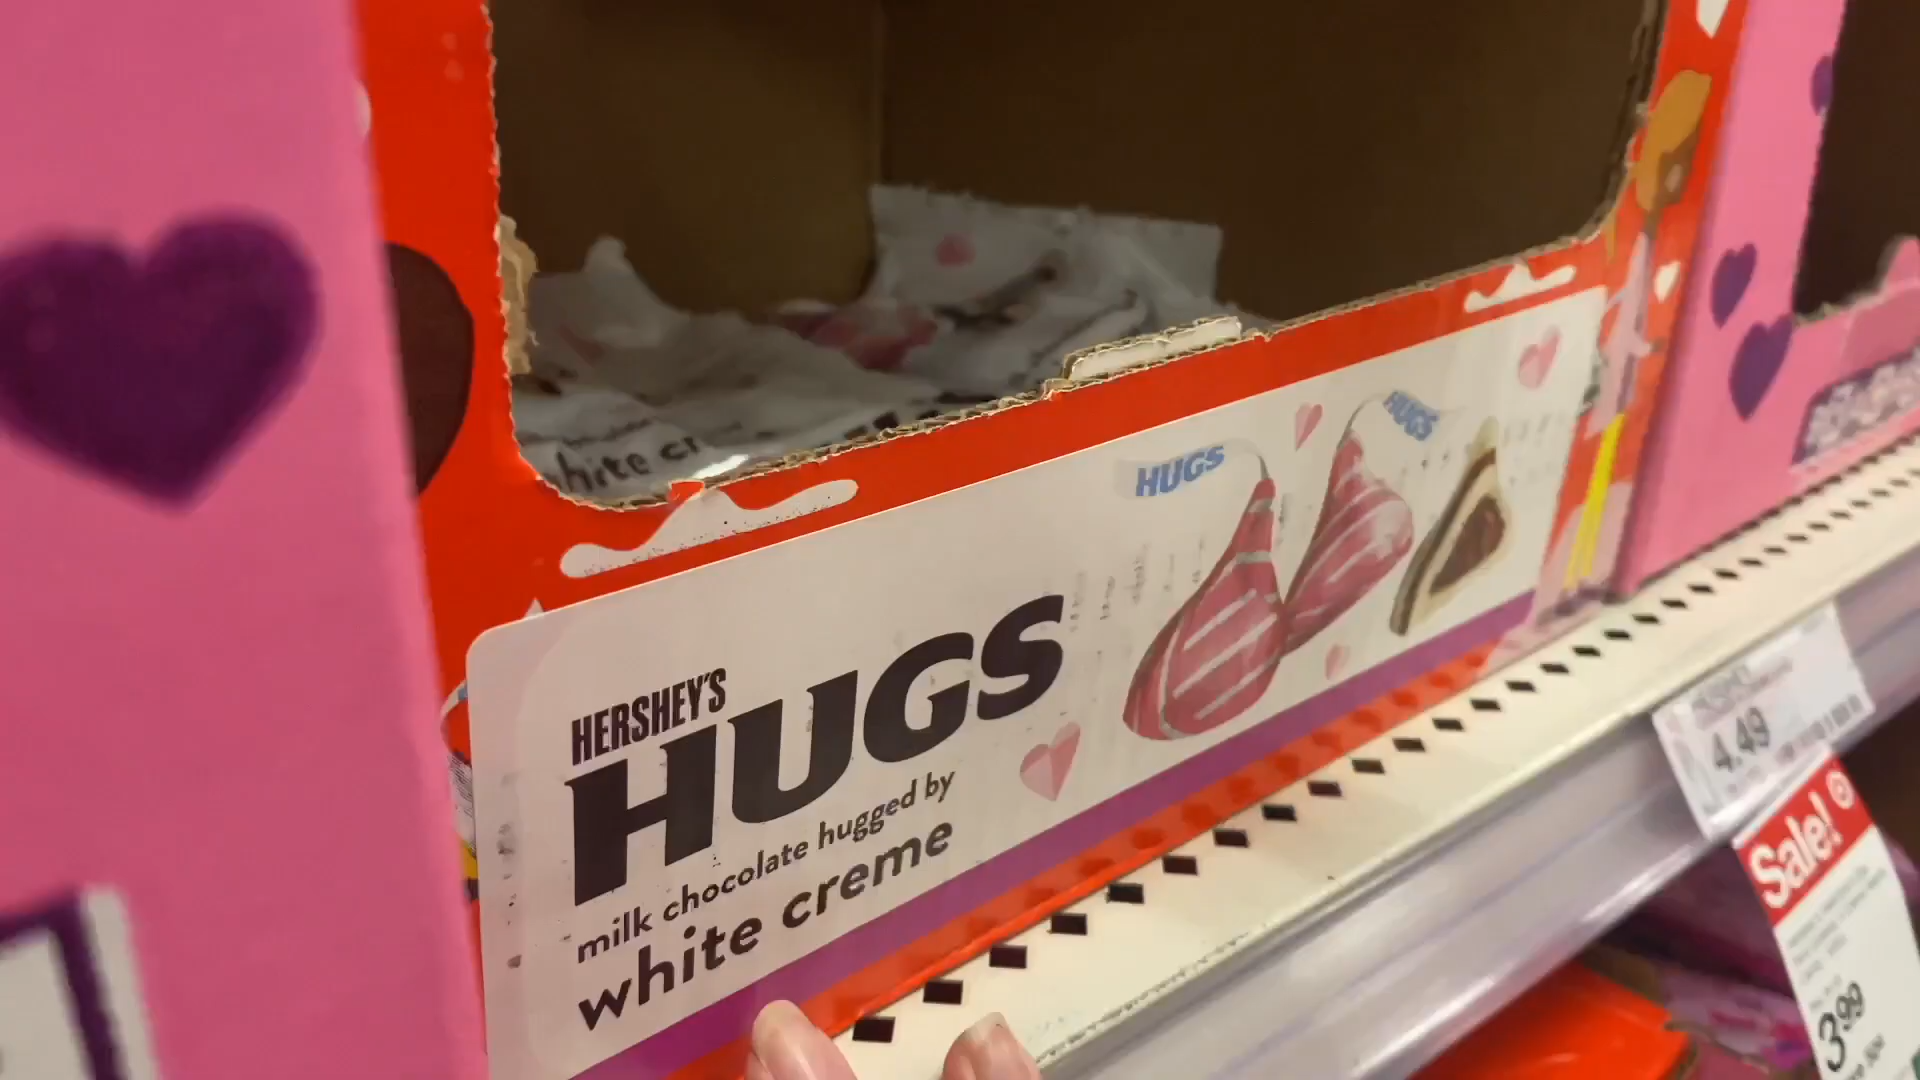 white cr
HUGS
HUGS
HERSHEY'S
HUGS
milk chocolate hugged by
white creme
4.49
Sale!
3.99